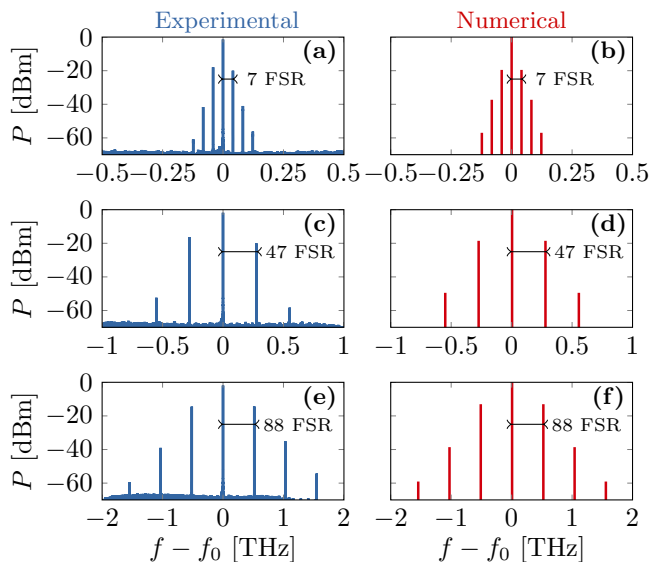 Experimental Numerical
0 (a) (b)
−20 7 FSR 7 FSR
−40
−60
P [dBm]
−0.5 −0.25 0 0.25 0.5 −0.5 −0.25 0 0.25 0.5
0 (c) (d)
−20 47 FSR 47 FSR
−40
−60
P [dBm]
−1 −0.5 0 0.5 1 −1 −0.5 0 0.5 1
0 (e) (f)
−20 88 FSR 88 FSR
−40
−60
P [dBm]
−2 −1 0 1 2 −2 −1 0 1 2
f − f₀ [THz] f − f₀ [THz]